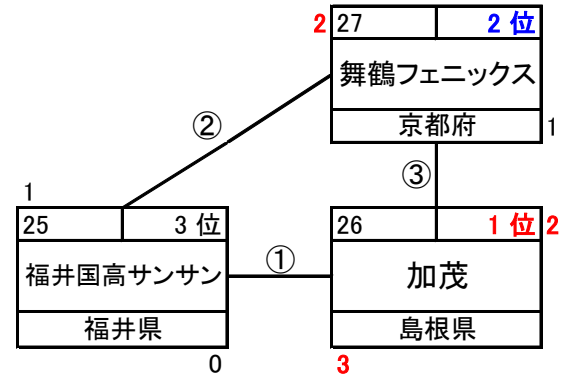 2 27 2 位
舞鶴フェニックス
京都府 1
②
③
1
25 3 位
福井国高サンサン
福井県
0
①
26 1 位 2
加茂
島根県
3